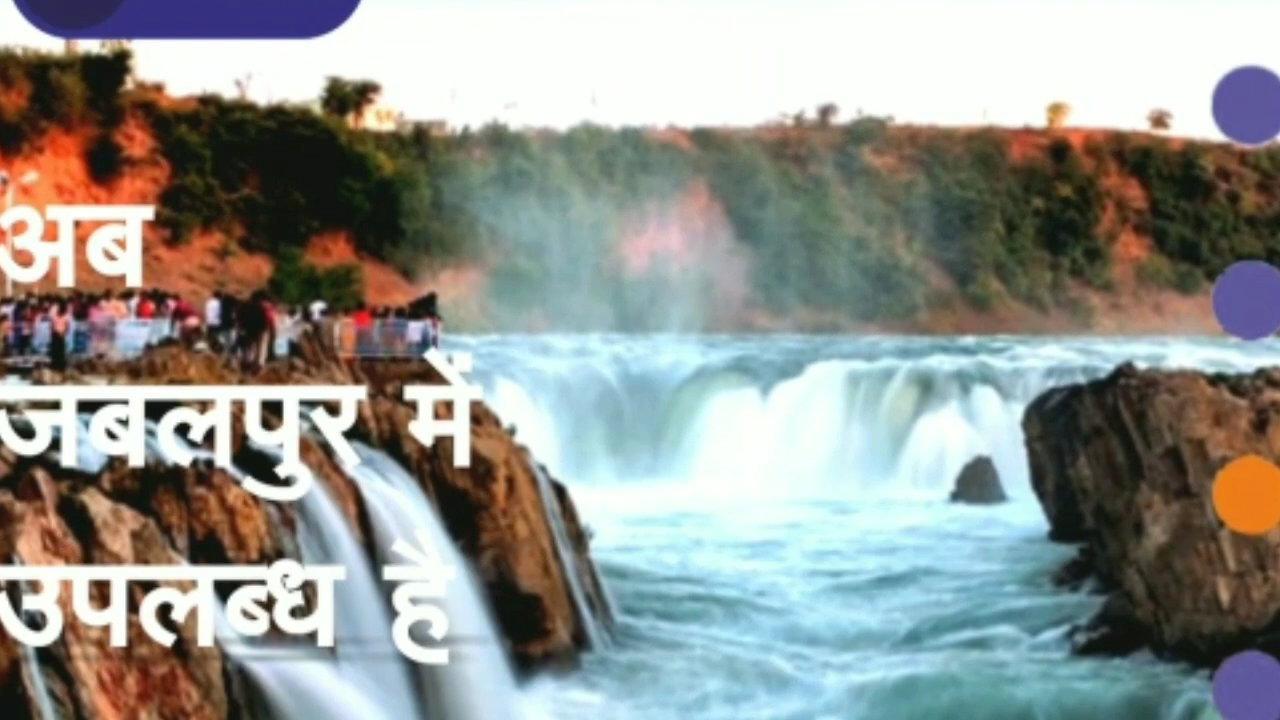 अब
जबलपुर में
उपलब्ध है